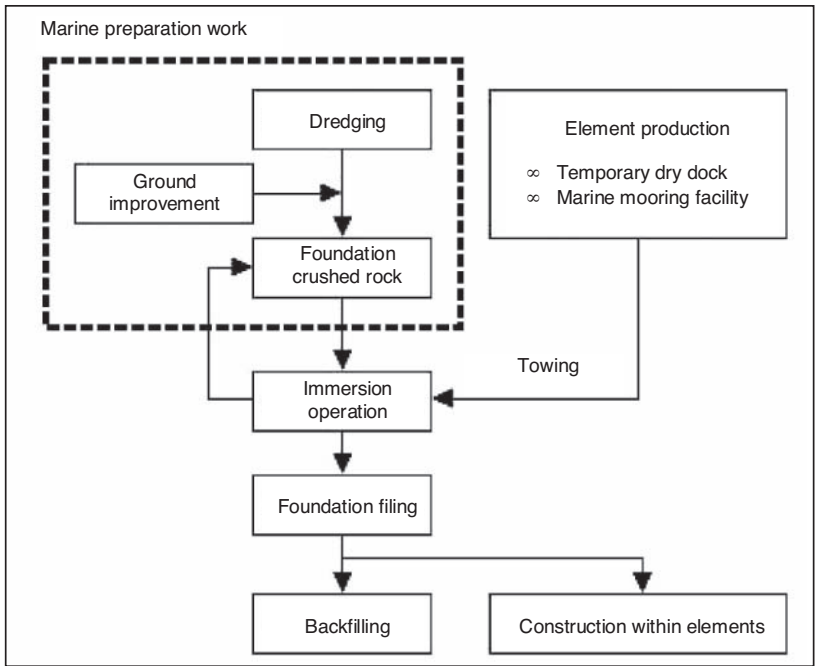 Marine preparation work
Dredging
Ground
improvement
Foundation
crushed rock
Element production
∞ Temporary dry dock
∞ Marine mooring facility
Towing
Immersion
operation
Foundation filing
Backfilling
Construction within elements